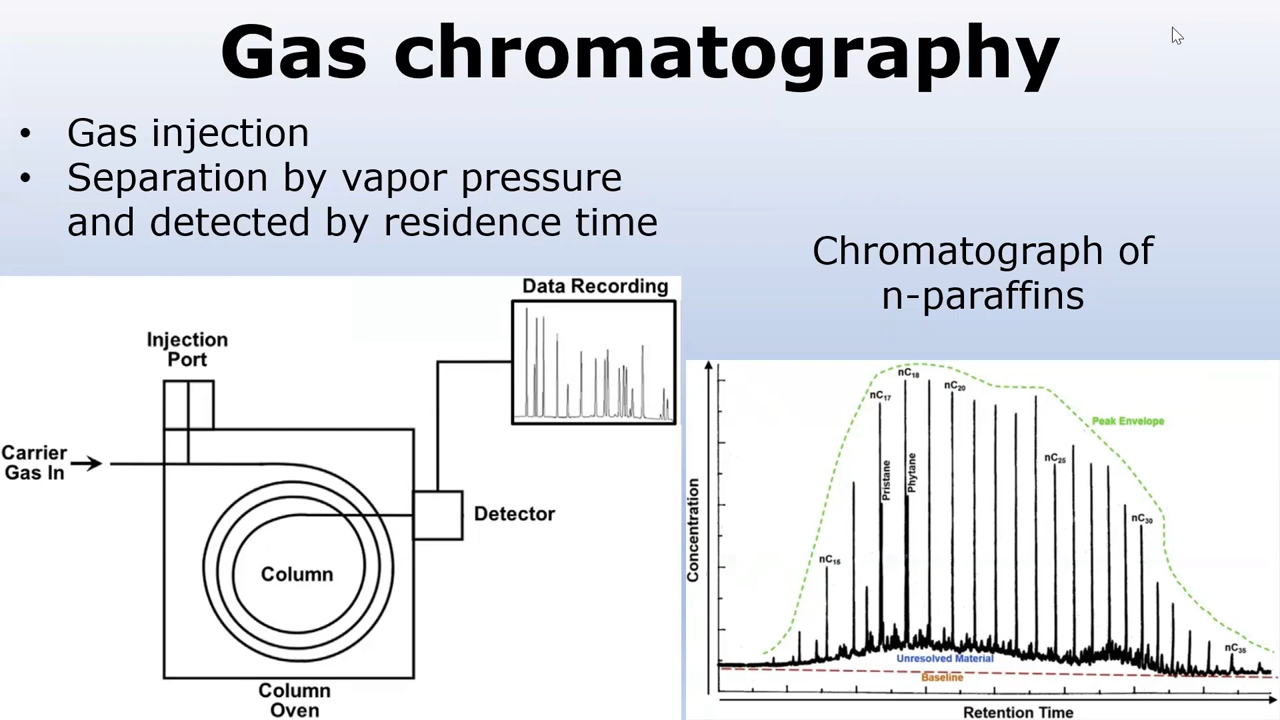 Gas chromatography
• Gas injection
• Separation by vapor pressure
and detected by residence time
Chromatograph of
n-paraffins
Data Recording
Injection
Port
Carrier
Gas In
Detector
Column
Column
Oven
Concentration
nC15
nC17
Pristane
nC18
Phytane
nC20
nC25
Peak Envelope
nC30
nC35
Unresolved Material
Baseline
Retention Time